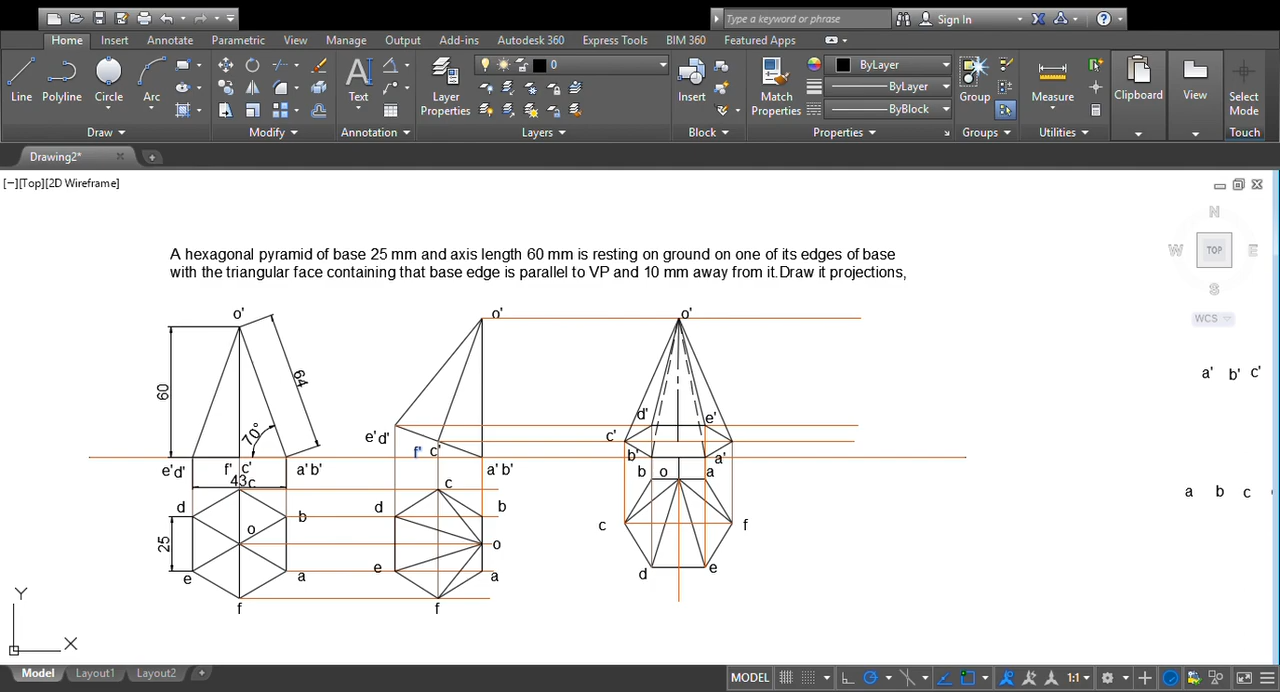 Type a keyword or phrase
Sign In
Home Insert Annotate Parametric View Manage Output Add-ins Autodesk 360 Express Tools BIM 360 Featured Apps
Line Polyline Circle Arc
Draw
Modify
Text
Annotation
Layer Properties
0
Layers
Insert
Block
Match Properties
ByLayer
ByLayer
ByBlock
Properties
Group
Groups
Measure
Utilities
Clipboard
View
Select Mode
Touch
Drawing2*
[−][Top][2D Wireframe]
N
W TOP E
S
WCS
A hexagonal pyramid of base 25 mm and axis length 60 mm is resting on ground on one of its edges of base
with the triangular face containing that base edge is parallel to VP and 10 mm away from it.Draw it projections,
o' o' o'
60
64
70°
d' e'
e'd' c'
f' c' b' a'
e'd' f' c' a'b' a'b' b o a
43 c c
d b d b
o c f
25 o
e a e a d e
f f
a' b' c'
a b c
Y
X
Model Layout1 Layout2
MODEL 1:1